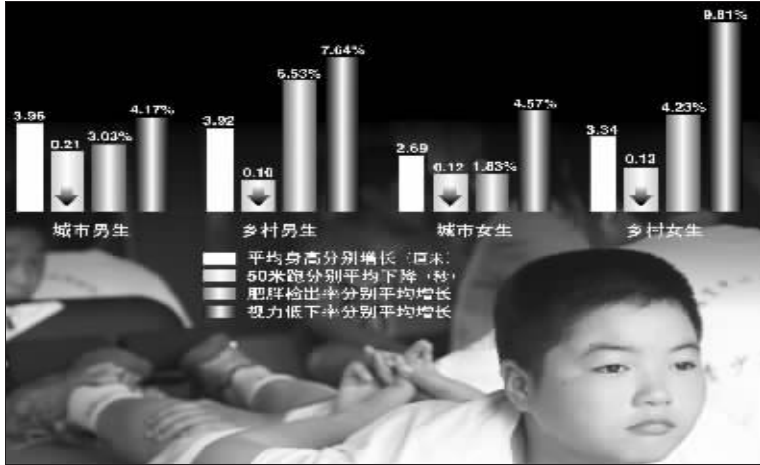 3.96 0.21 3.03% 4.17%
3.92 0.10 6.53% 7.64%
2.69 0.12 1.83% 4.57%
3.34 0.13 4.23% 9.81%
城市男生 乡村男生 城市女生 乡村女生
平均身高分别增长（厘米）
50米跑分别平均下降（秒）
肥胖检出率分别平均增长
视力低下率分别平均增长